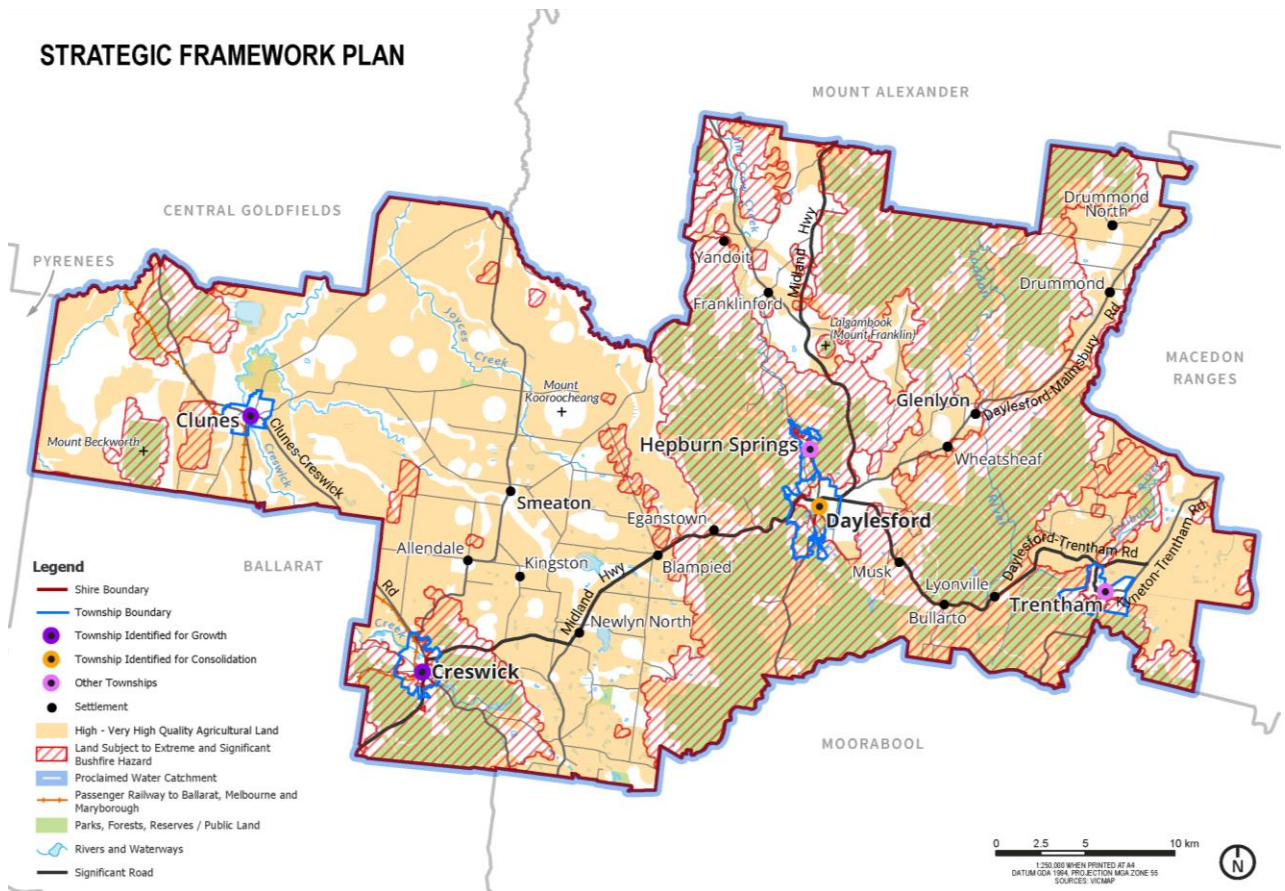 STRATEGIC FRAMEWORK PLAN
MOUNT ALEXANDER
CENTRAL GOLDFIELDS
PYRENEES
MACEDON
RANGES
BALLARAT
MOORABOOL
Jim Crow Creek
Midland Hwy
Drummond
North
Yandoit
Franklinford
Drummond
Lalgambook
(Mount Franklin)
Loddon
River
Daylesford-Malmsbury Rd
Joyces
Creek
Mount
Kooroocheang
Glenlyon
Clunes
Mount Beckworth
Clunes-Creswick
Rd
Creswick
Creek
Hepburn Springs
Wheatsheaf
Smeaton
Daylesford
Eganstown
Blampied
Allendale
Kingston
Midland Hwy
Newlyn North
Musk
Lyonville
Bullarto
Daylesford-Trentham Rd
Trentham
River
Creswick
Legend
Shire Boundary
Township Boundary
Township Identified for Growth
Township Identified for Consolidation
Other Townships
Settlement
High - Very High Quality Agricultural Land
Land Subject to Extreme and Significant
Bushfire Hazard
Proclaimed Water Catchment
Passenger Railway to Ballarat, Melbourne and
Maryborough
Parks, Forests, Reserves / Public Land
Rivers and Waterways
Significant Road
0 2.5 5 10 km
1:250,000 WHEN PRINTED AT A4
DATUM GDA 1994, PROJECTION MGA ZONE 55
SOURCES: VICMAP
N